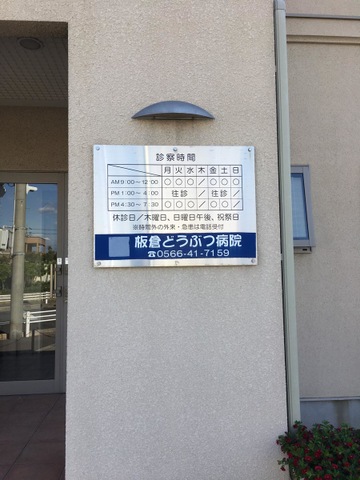 診察時間
月 火 水 木 金 土 日
AM 9:00〜12:00 ○ ○ ○ / ○ ○ ○
PM 1:00〜4:00 往診 / 往診 /
PM 4:30〜7:30 ○ ○ ○ / ○ ○ /
休診日/木曜日、日曜日午後、祝祭日
※時間外の外来・急患は電話受付
板倉どうぶつ病院
☎0566-41-7159